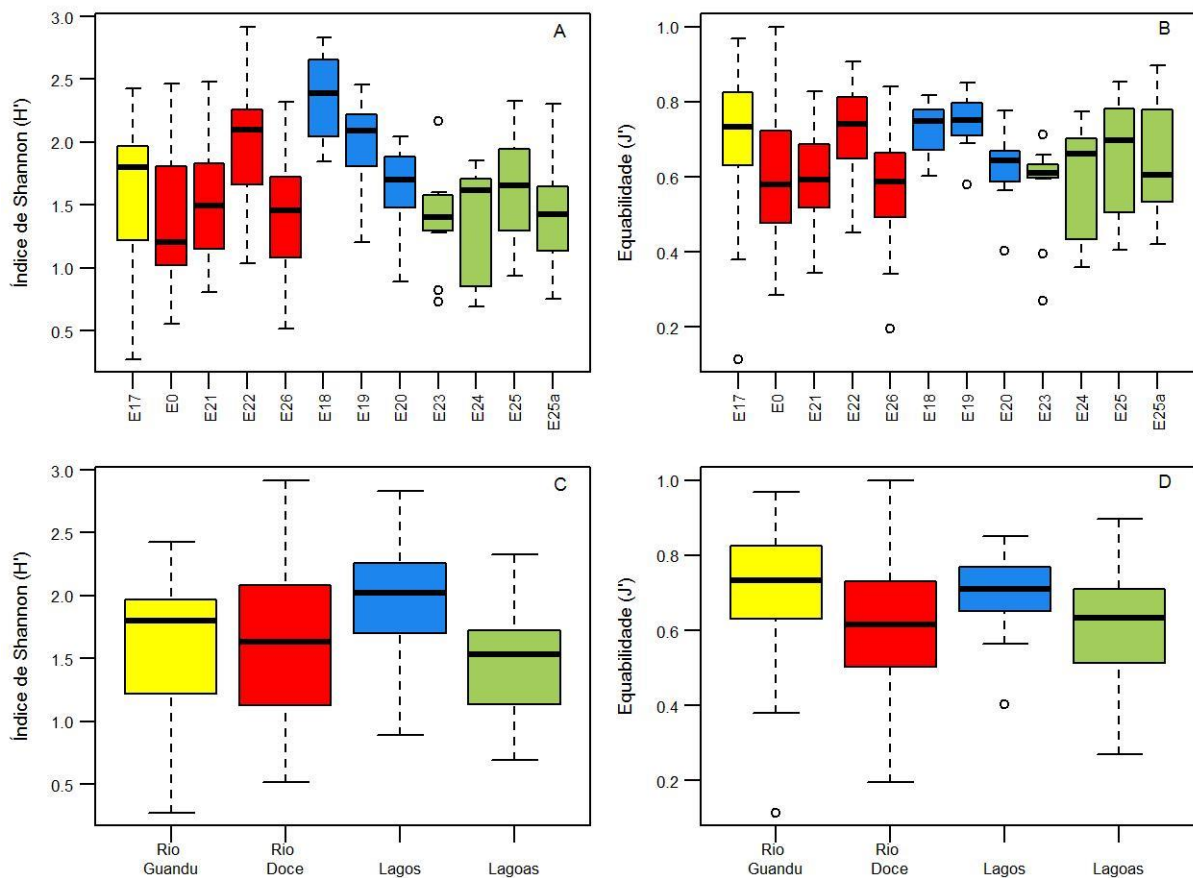 A
Índice de Shannon (H')
3.0
2.5
2.0
1.5
1.0
0.5
E17
E0
E21
E22
E26
E18
E19
E20
E23
E24
E25
E25a
B
Equabilidade (J')
1.0
0.8
0.6
0.4
0.2
E17
E0
E21
E22
E26
E18
E19
E20
E23
E24
E25
E25a
C
Índice de Shannon (H')
3.0
2.5
2.0
1.5
1.0
0.5
Rio
Guandu
Rio
Doce
Lagos
Lagoas
D
Equabilidade (J')
1.0
0.8
0.6
0.4
0.2
Rio
Guandu
Rio
Doce
Lagos
Lagoas